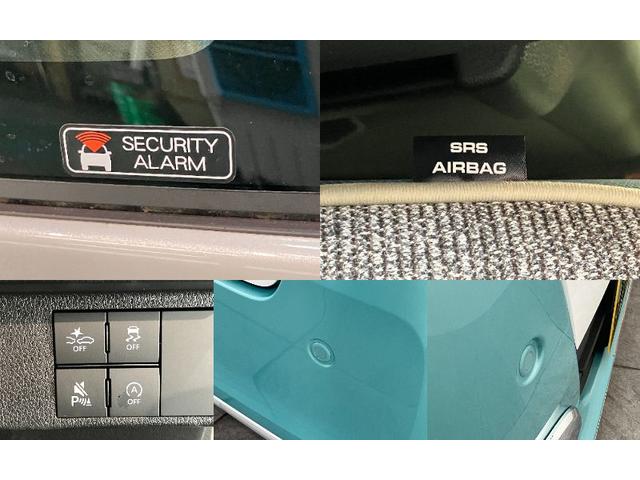 SECURITY
ALARM
SRS
AIRBAG
OFF
OFF
P
A
OFF